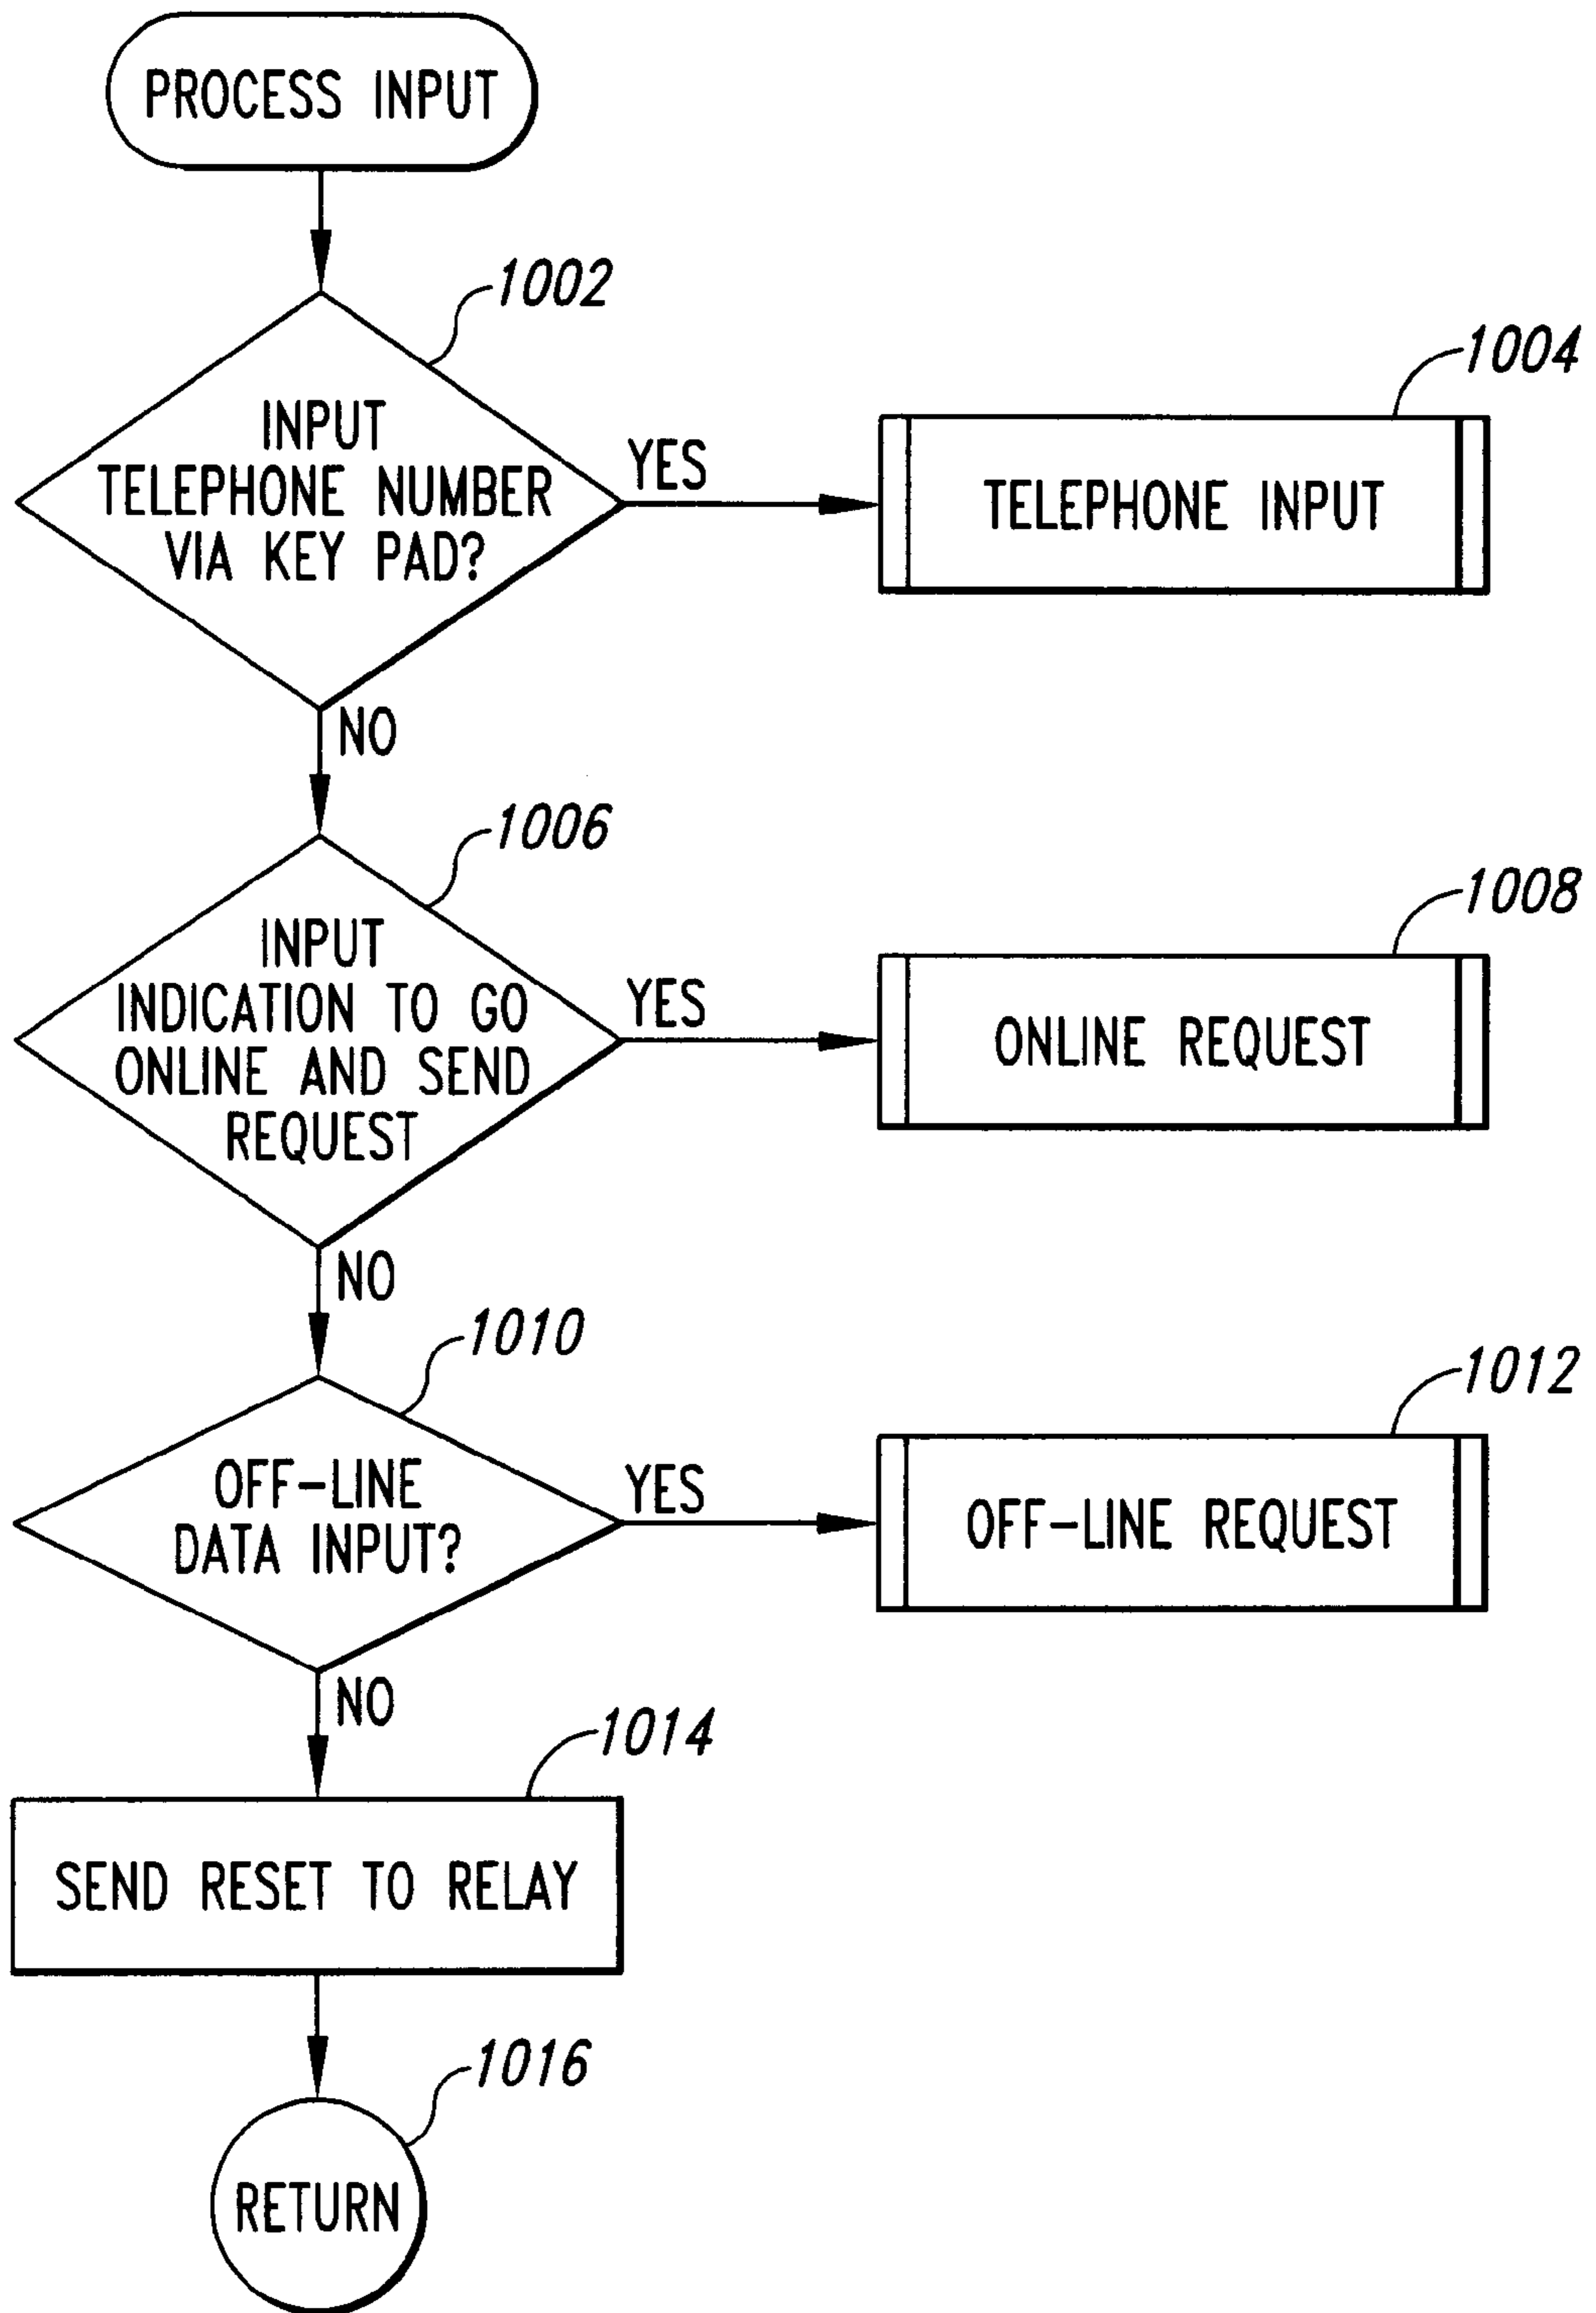 PROCESS INPUT
1002
INPUT
TELEPHONE NUMBER
VIA KEY PAD?
YES
1004
TELEPHONE INPUT
NO
1006
INPUT
INDICATION TO GO
ONLINE AND SEND
REQUEST
YES
1008
ONLINE REQUEST
NO
1010
OFF-LINE
DATA INPUT?
YES
1012
OFF-LINE REQUEST
NO
1014
SEND RESET TO RELAY
1016
RETURN